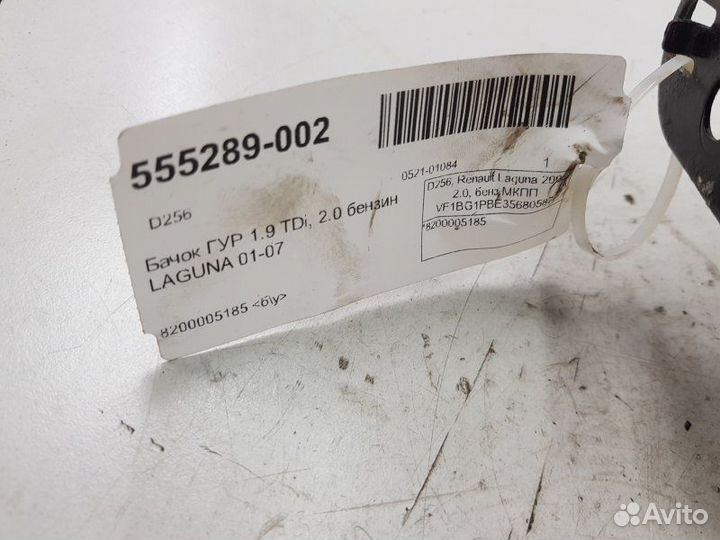 555289-002
D256
Бачок ГУР 1.9 TDi, 2.0 бензин
LAGUNA 01-07
8200005185 <б\у>
0521-01084 1
D256, Renault Laguna
2.0, бенз,МКПП
*8200005185
Avito